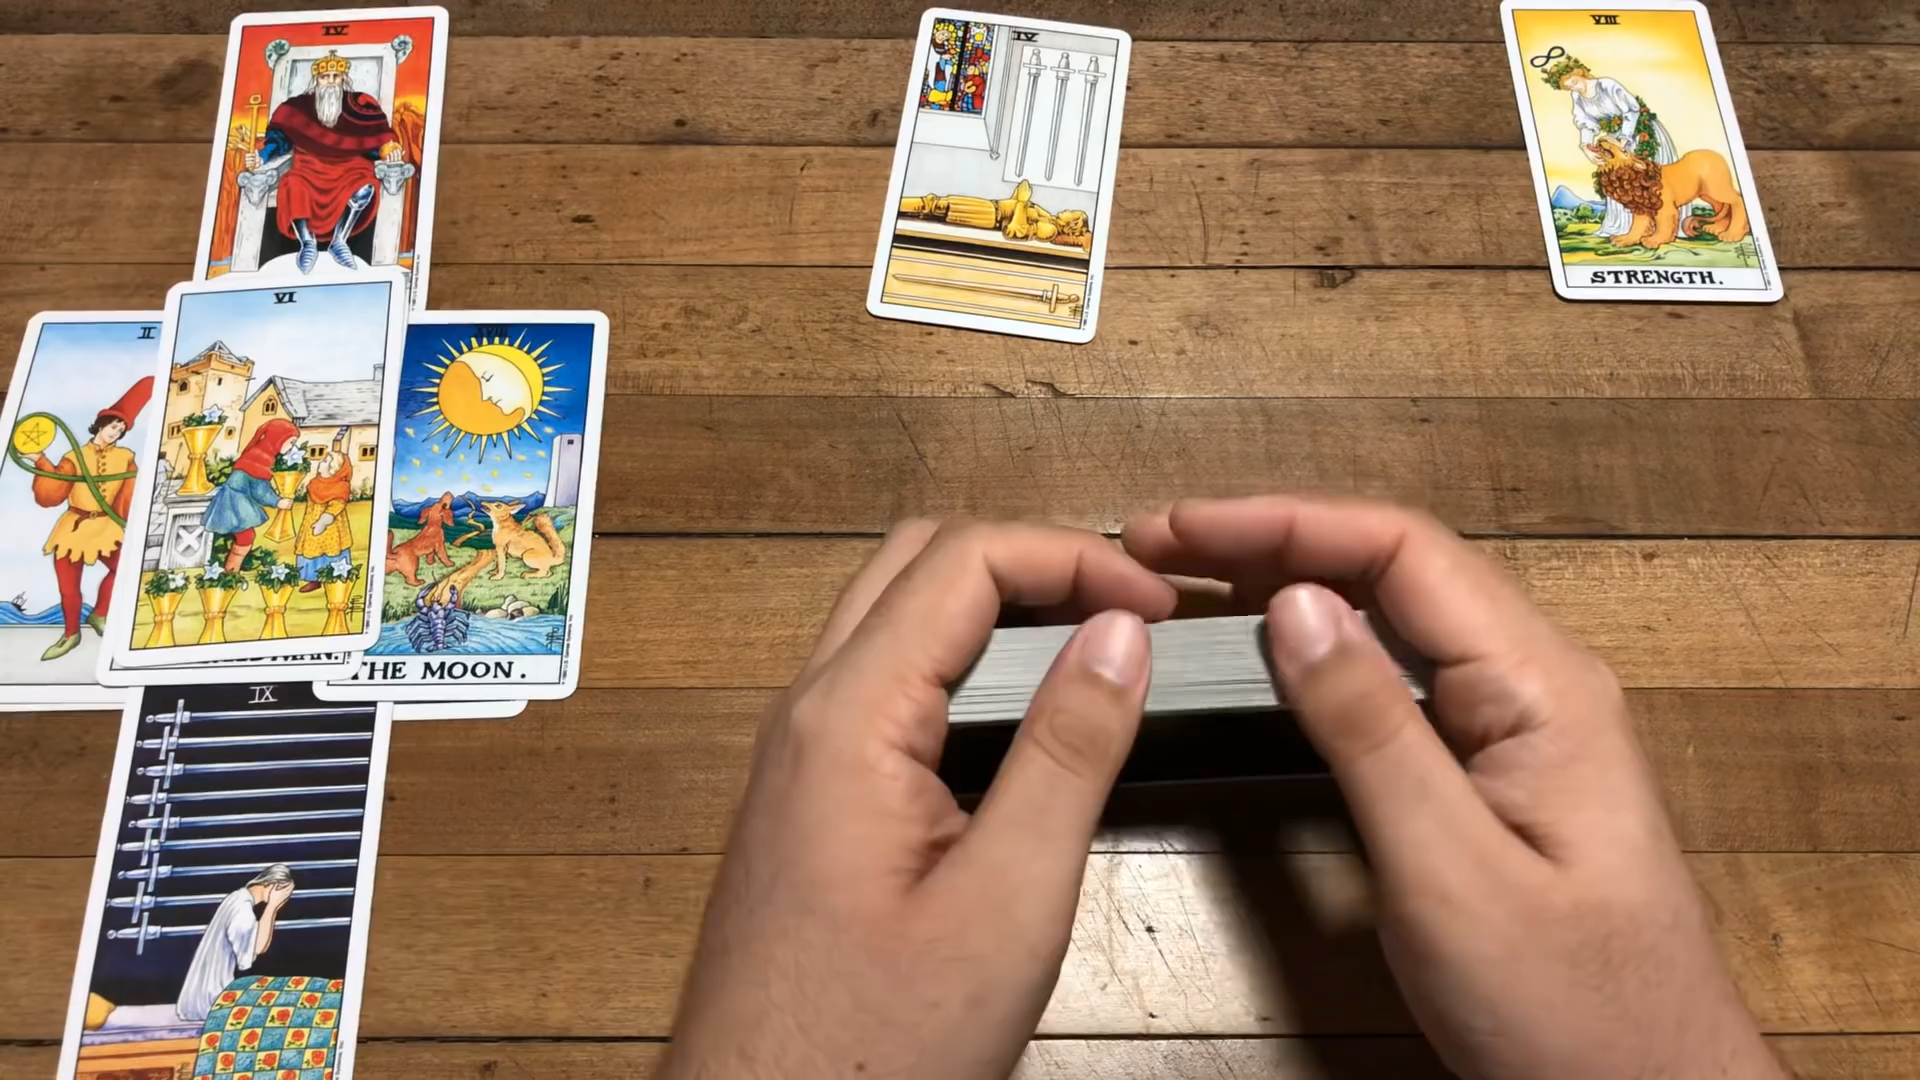 IV
IV
VIII
STRENGTH.
II
VI
XVIII
THE MOON.
IX